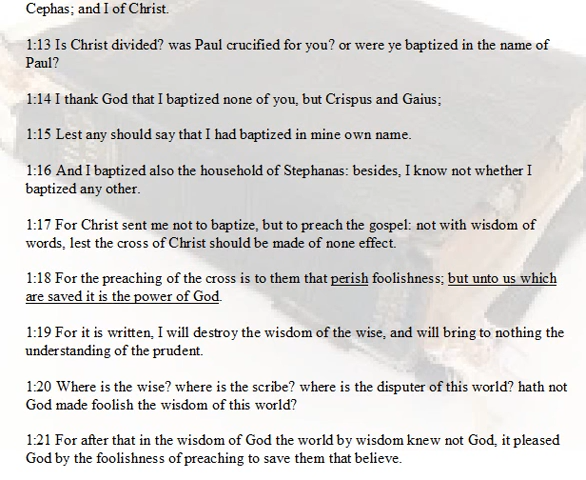 Cephas; and I of Christ.
1:13 Is Christ divided? was Paul crucified for you? or were ye baptized in the name of
Paul?
1:14 I thank God that I baptized none of you, but Crispus and Gaius;
1:15 Lest any should say that I had baptized in mine own name.
1:16 And I baptized also the household of Stephanas: besides, I know not whether I
baptized any other.
1:17 For Christ sent me not to baptize, but to preach the gospel: not with wisdom of
words, lest the cross of Christ should be made of none effect.
1:18 For the preaching of the cross is to them that perish foolishness; but unto us which
are saved it is the power of God.
1:19 For it is written, I will destroy the wisdom of the wise, and will bring to nothing the
understanding of the prudent.
1:20 Where is the wise? where is the scribe? where is the disputer of this world? hath not
God made foolish the wisdom of this world?
1:21 For after that in the wisdom of God the world by wisdom knew not God, it pleased
God by the foolishness of preaching to save them that believe.